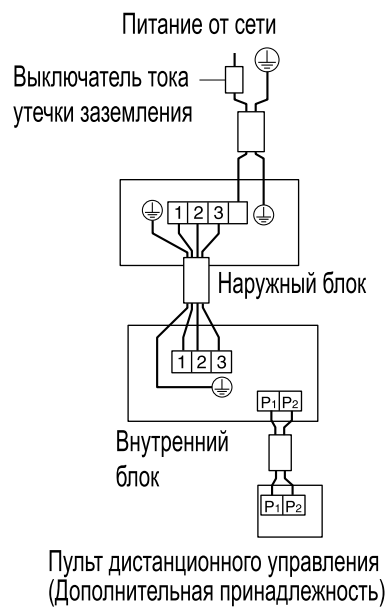 Питание от сети
Выключатель тока
утечки заземления
1 2 3
Наружный блок
1 2 3
P1 P2
Внутренний
блок
P1 P2
Пульт дистанционного управления
(Дополнительная принадлежность)